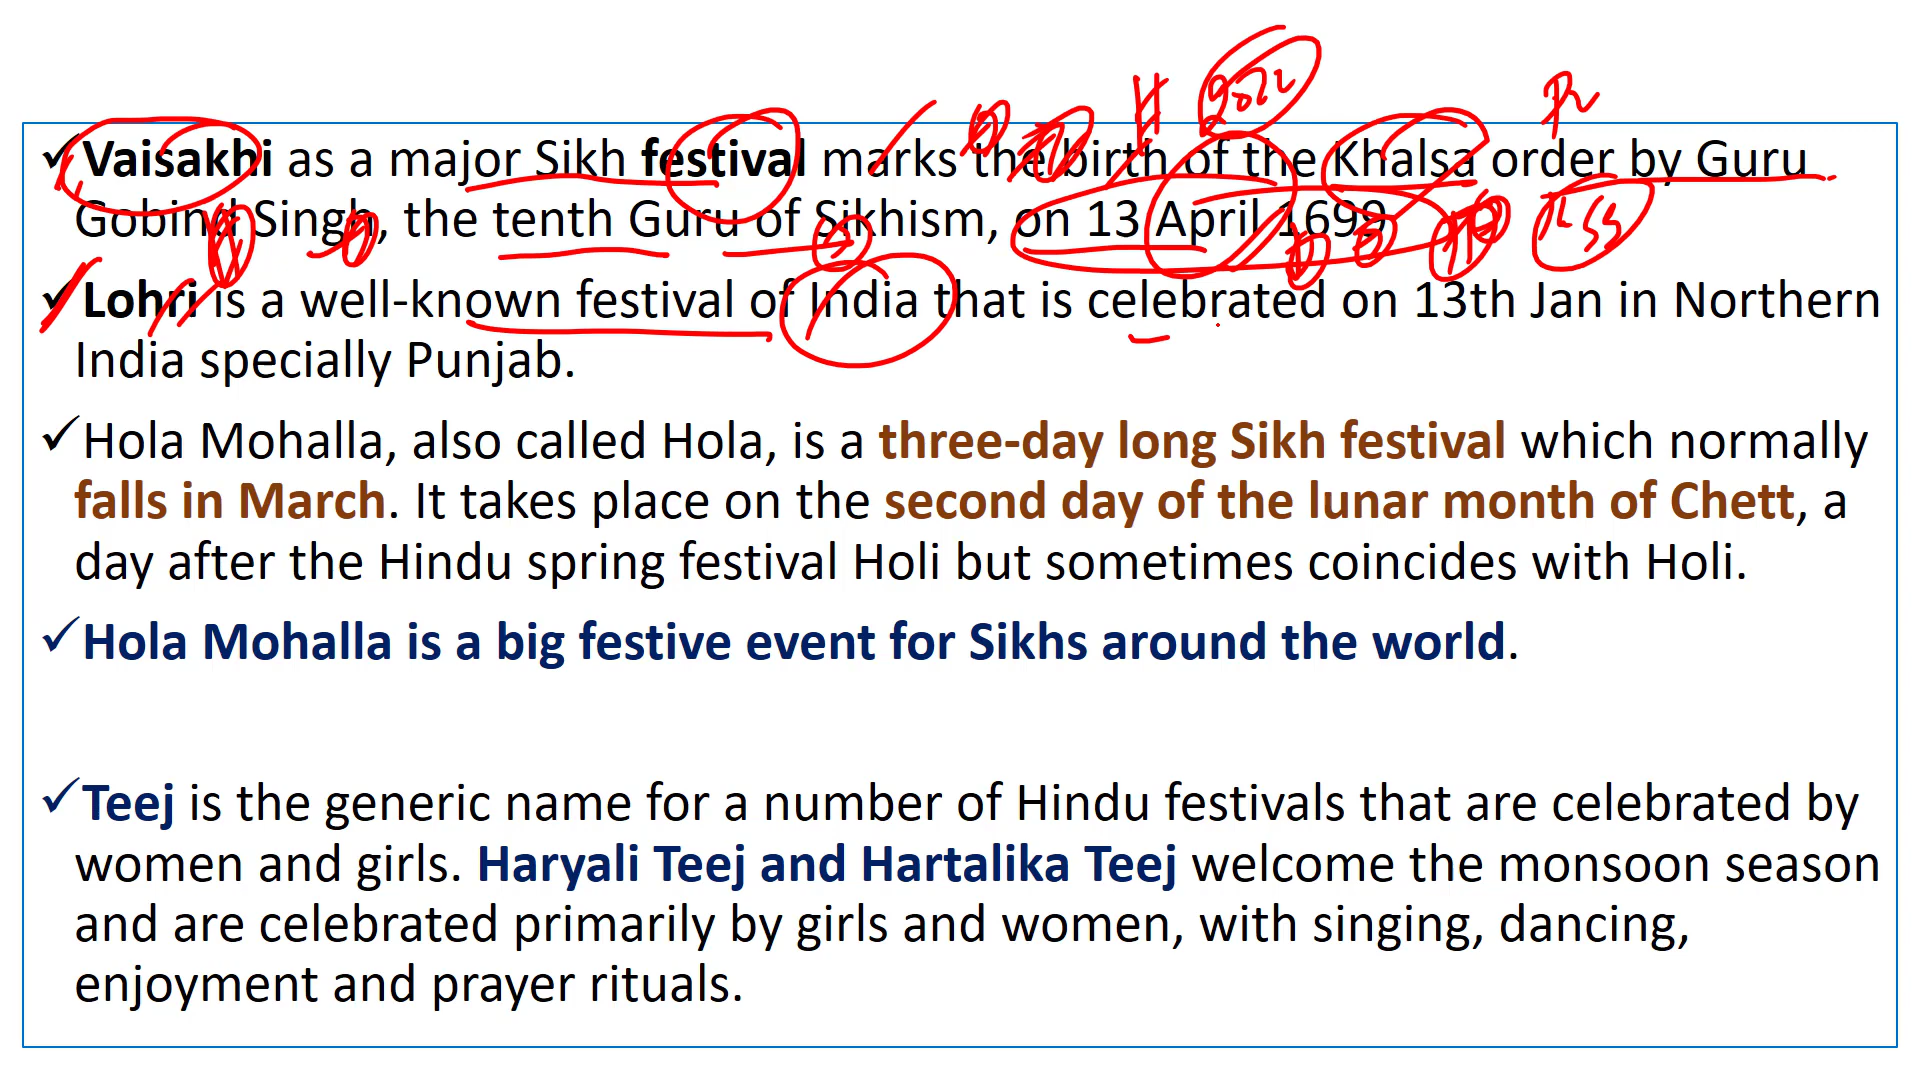 ✓Vaisakhi as a major Sikh festival marks the birth of the Khalsa order by Guru
Gobind Singh, the tenth Guru of Sikhism, on 13 April 1699
✓Lohri is a well-known festival of India that is celebrated on 13th Jan in Northern
India specially Punjab.
✓Hola Mohalla, also called Hola, is a three-day long Sikh festival which normally
falls in March. It takes place on the second day of the lunar month of Chett, a
day after the Hindu spring festival Holi but sometimes coincides with Holi.
✓Hola Mohalla is a big festive event for Sikhs around the world.
✓Teej is the generic name for a number of Hindu festivals that are celebrated by
women and girls. Haryali Teej and Hartalika Teej welcome the monsoon season
and are celebrated primarily by girls and women, with singing, dancing,
enjoyment and prayer rituals.